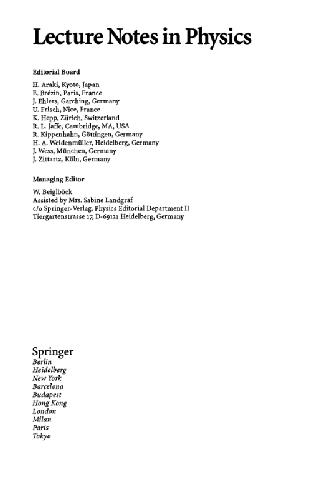 Lecture Notes in Physics
Editorial Board
H. Araki, Kyoto, Japan
E. Brézin, Paris, France
J. Ehlers, Garching, Germany
U. Frisch, Nice, France
K. Hepp, Zürich, Switzerland
R. L. Jaffe, Cambridge, MA, USA
R. Kippenhahn, Göttingen, Germany
H. A. Weidenmüller, Heidelberg, Germany
J. Wess, München, Germany
J. Zittartz, Köln, Germany
Managing Editor
W. Beiglböck
Assisted by Mrs. Sabine Landgraf
c/o Springer-Verlag, Physics Editorial Department II
Tiergartenstrasse 17, D-69121 Heidelberg, Germany
Springer
Berlin
Heidelberg
New York
Barcelona
Budapest
Hong Kong
London
Milan
Paris
Tokyo